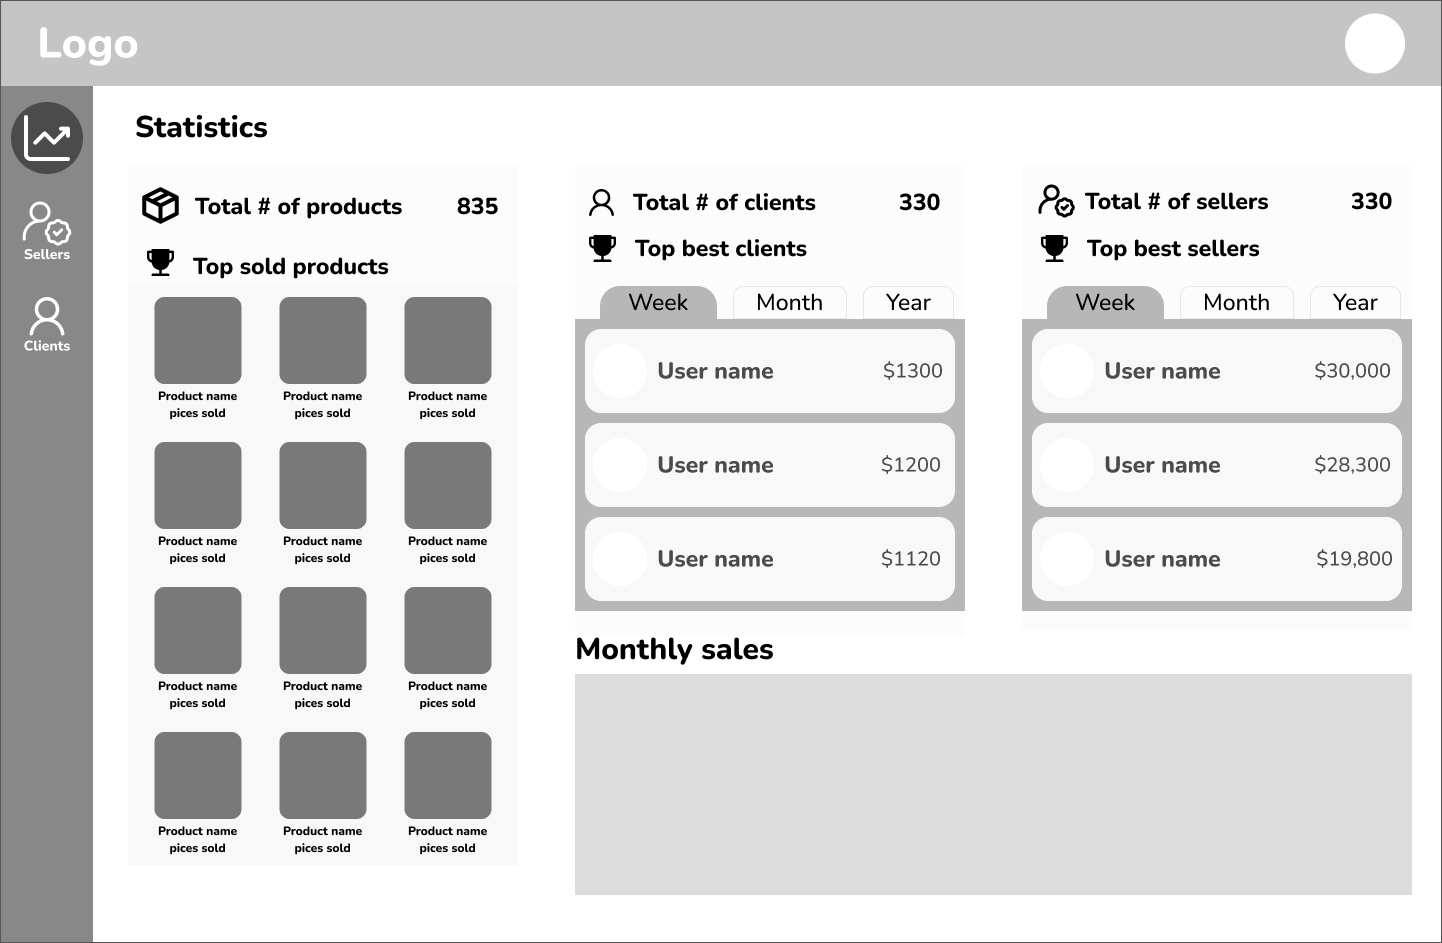 Logo
Statistics
Sellers
Clients
Total # of products 835
Top sold products
Product name Product name Product name
pices sold pices sold pices sold
Product name Product name Product name
pices sold pices sold pices sold
Product name Product name Product name
pices sold pices sold pices sold
Product name Product name Product name
pices sold pices sold pices sold
Total # of clients 330
Top best clients
Week Month Year
User name $1300
User name $1200
User name $1120
Total # of sellers 330
Top best sellers
Week Month Year
User name $30,000
User name $28,300
User name $19,800
Monthly sales